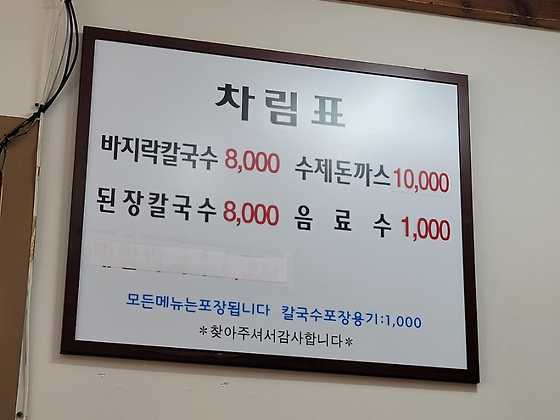 차림표
바지락칼국수 8,000 수제돈까스 10,000
된장칼국수 8,000 음료수 1,000
모든메뉴는포장됩니다 칼국수포장용기:1,000
*찾아주셔서감사합니다*